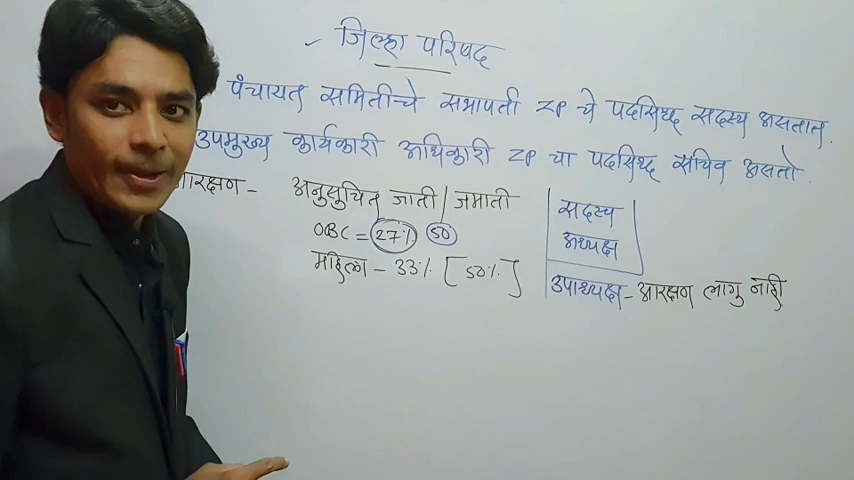 जिल्हा परिषद
पंचायत समितीचे सभापती ZP चे पदसिध्द सदस्य असतात.
उपमुख्य कार्यकारी अधिकारी ZP चा पदसिध्द सचिव असतो.
आरक्षण - अनुसुचित जाती / जमाती
OBC = 27% 50
महिला - 33% [50%]
सदस्य
अध्यक्ष
उपाध्यक्ष - आरक्षण लागु नाही